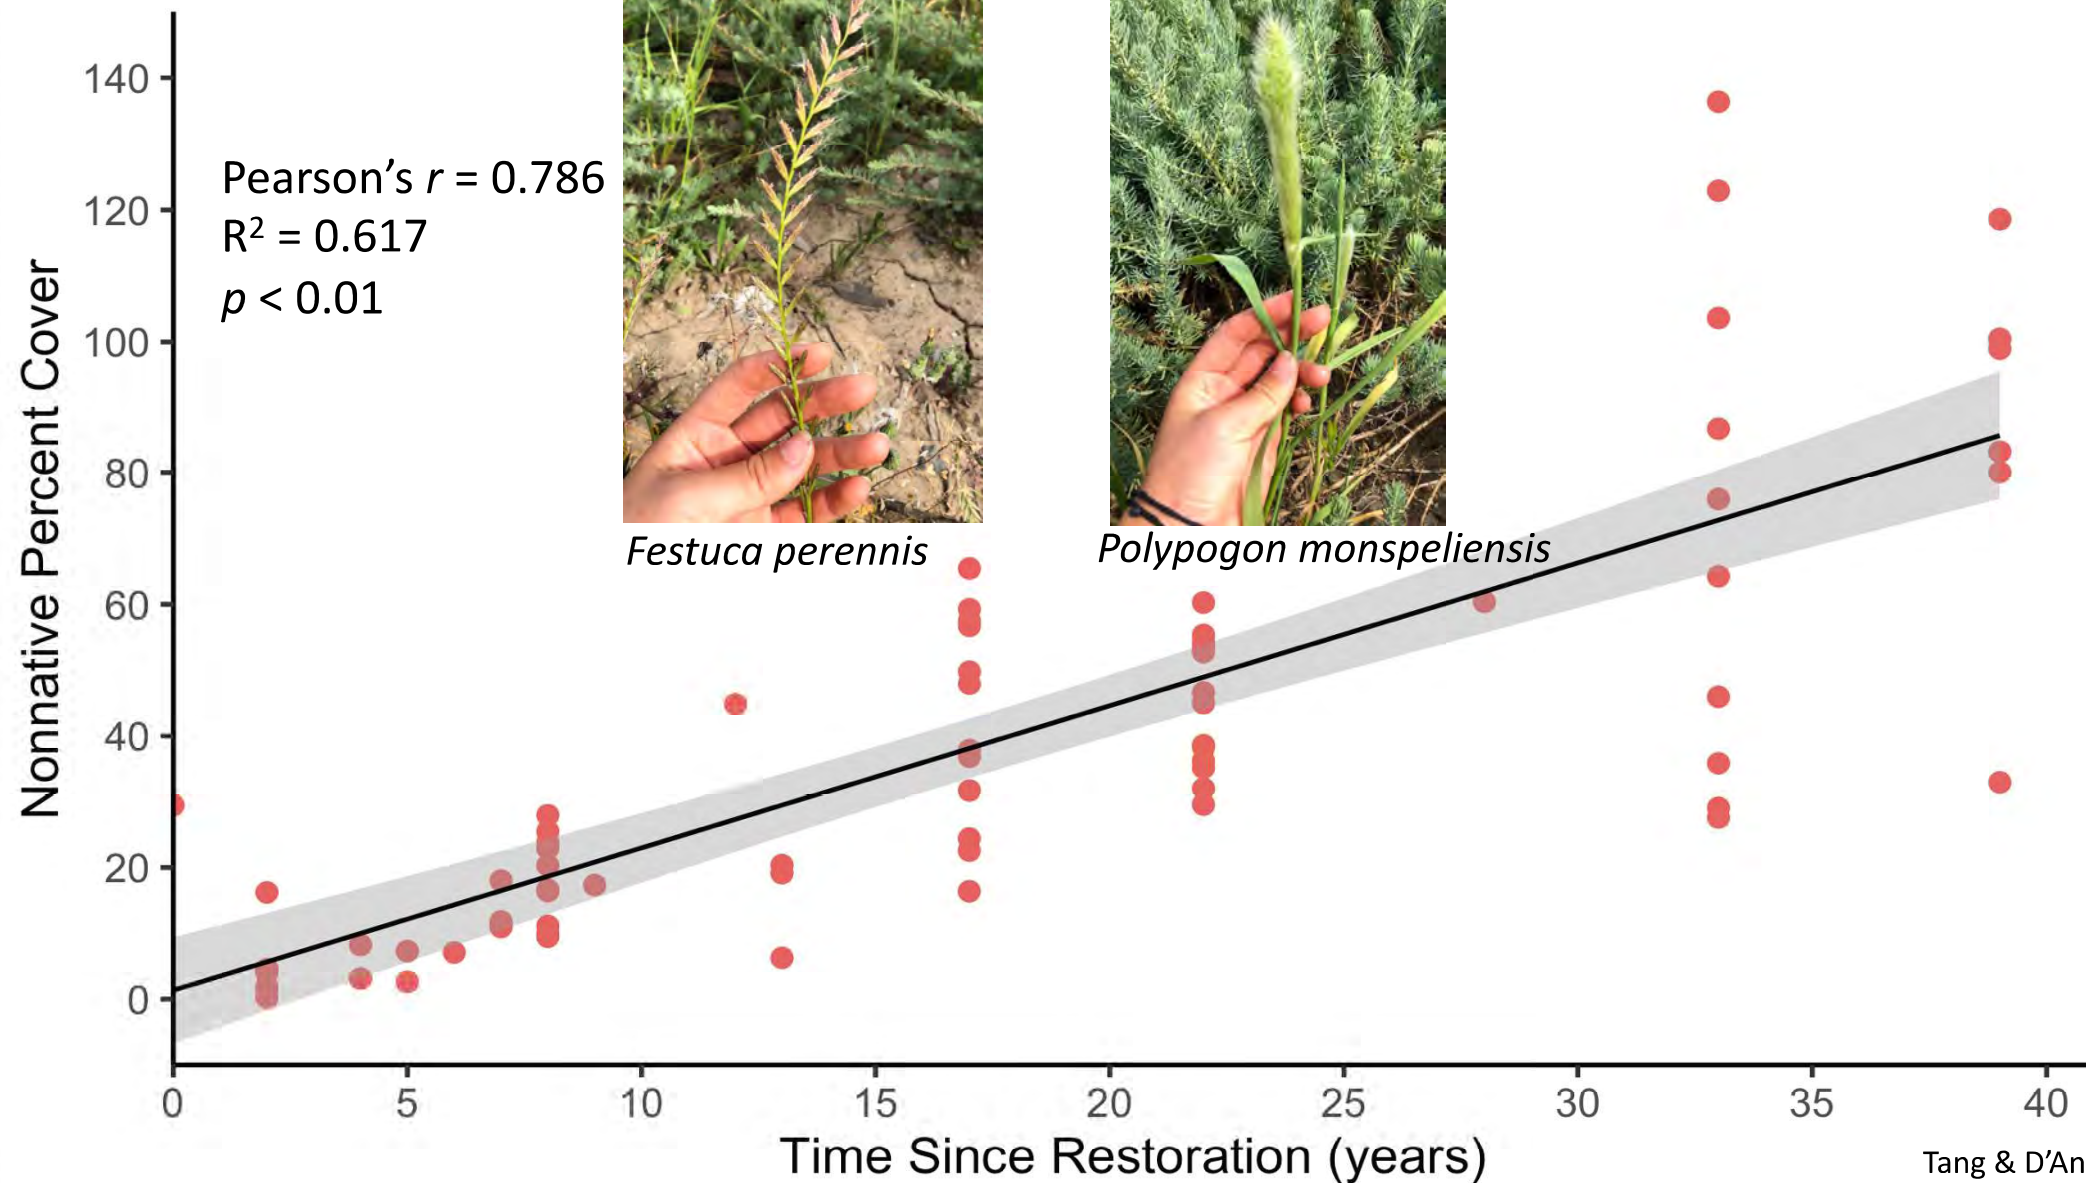 140
120
100
80
60
40
20
0
Nonnative Percent Cover
Pearson’s r = 0.786
R² = 0.617
p < 0.01
Festuca perennis
Polypogon monspeliensis
0 5 10 15 20 25 30 35 40
Time Since Restoration (years)
Tang & D’An